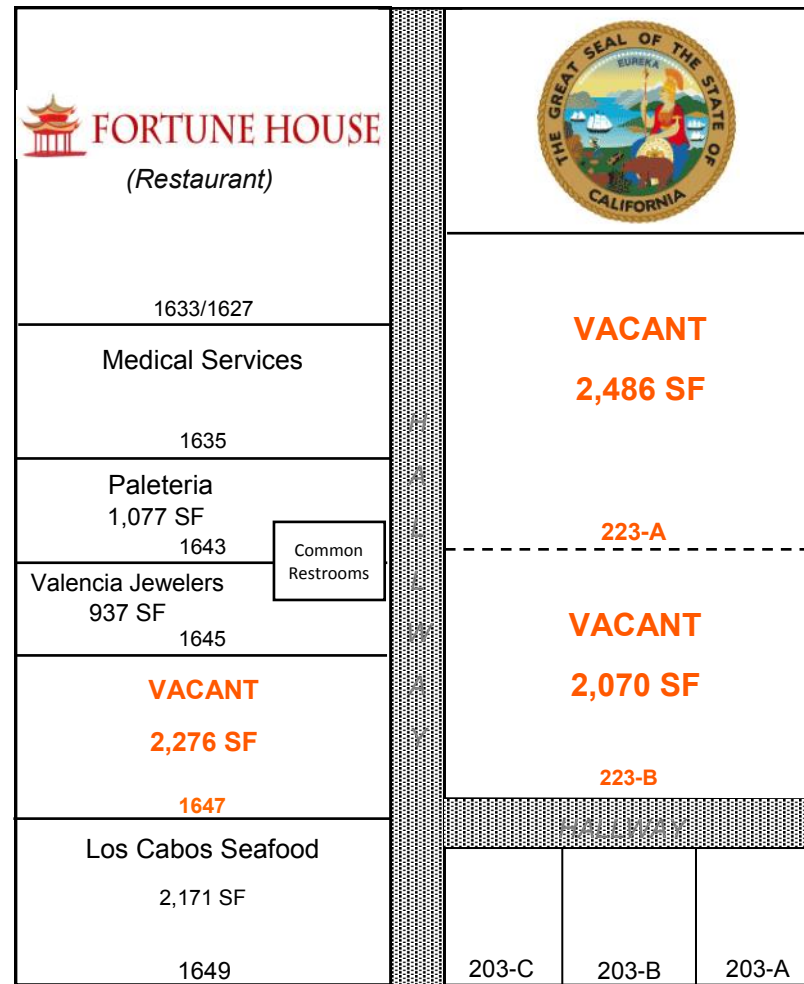 FORTUNE HOUSE
(Restaurant)
1633/1627
Medical Services
1635
Paleteria
1,077 SF
1643
Common
Restrooms
Valencia Jewelers
937 SF
1645
VACANT
2,276 SF
1647
Los Cabos Seafood
2,171 SF
1649
HALLWAY
THE GREAT SEAL OF THE STATE OF CALIFORNIA
EUREKA
VACANT
2,486 SF
223-A
VACANT
2,070 SF
223-B
HALLWAY
203-C
203-B
203-A